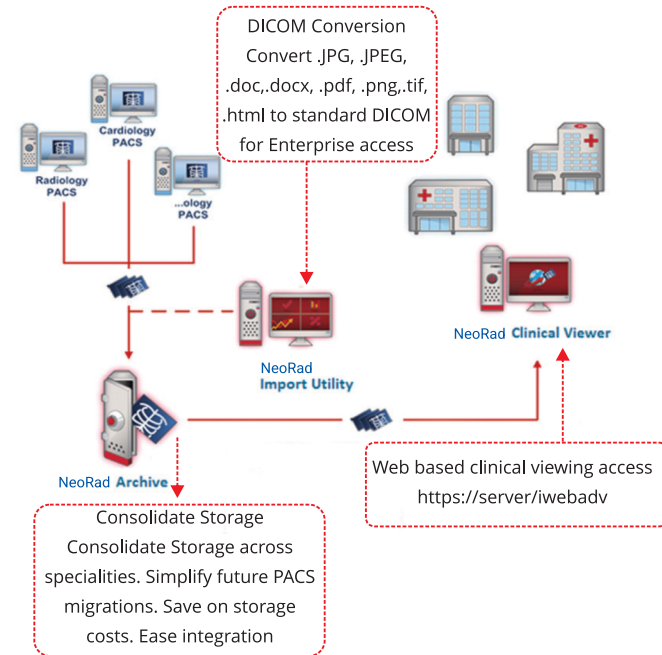 DICOM Conversion
Convert .JPG, .JPEG,
.doc,.docx, .pdf, .png,.tif,
.html to standard DICOM
for Enterprise access
Cardiology
PACS
Radiology
PACS
...ology
PACS
NeoRad Clinical Viewer
NeoRad
Import Utility
NeoRad Archive
Web based clinical viewing access
https://server/iwebadv
Consolidate Storage
Consolidate Storage across
specialities. Simplify future PACS
migrations. Save on storage
costs. Ease integration